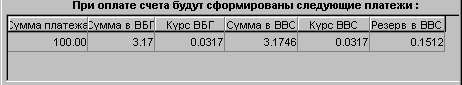 При оплате счета будут сформированы следующие платежи :
Сумма платежа Сумма в ВБГ Курс ВБГ Сумма в ВВС Курс ВВС Резерв в ВВС
100.00 3.17 0.0317 3.1746 0.0317 0.1512